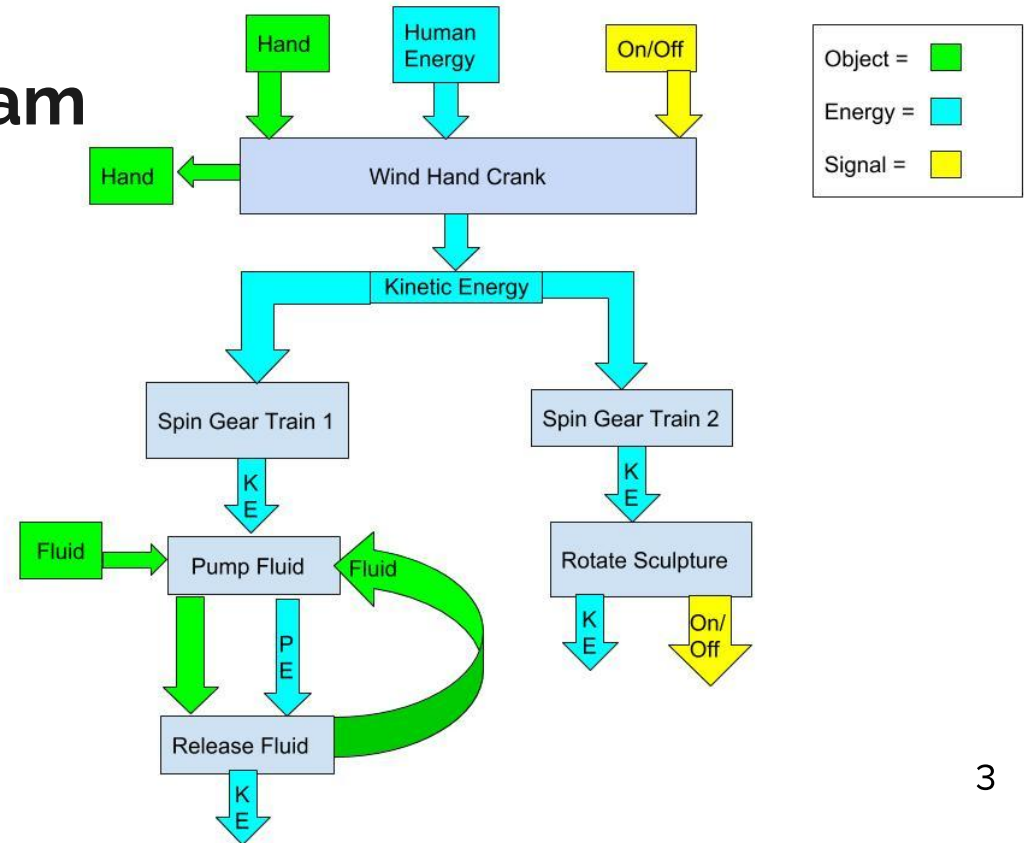 am
Hand
Human
Energy
On/Off
Object =
Energy =
Signal =
Hand
Wind Hand Crank
Kinetic Energy
Spin Gear Train 1
Spin Gear Train 2
K
E
K
E
Fluid
Pump Fluid
Fluid
Rotate Sculpture
P
E
K
E
On/
Off
Release Fluid
K
E
3